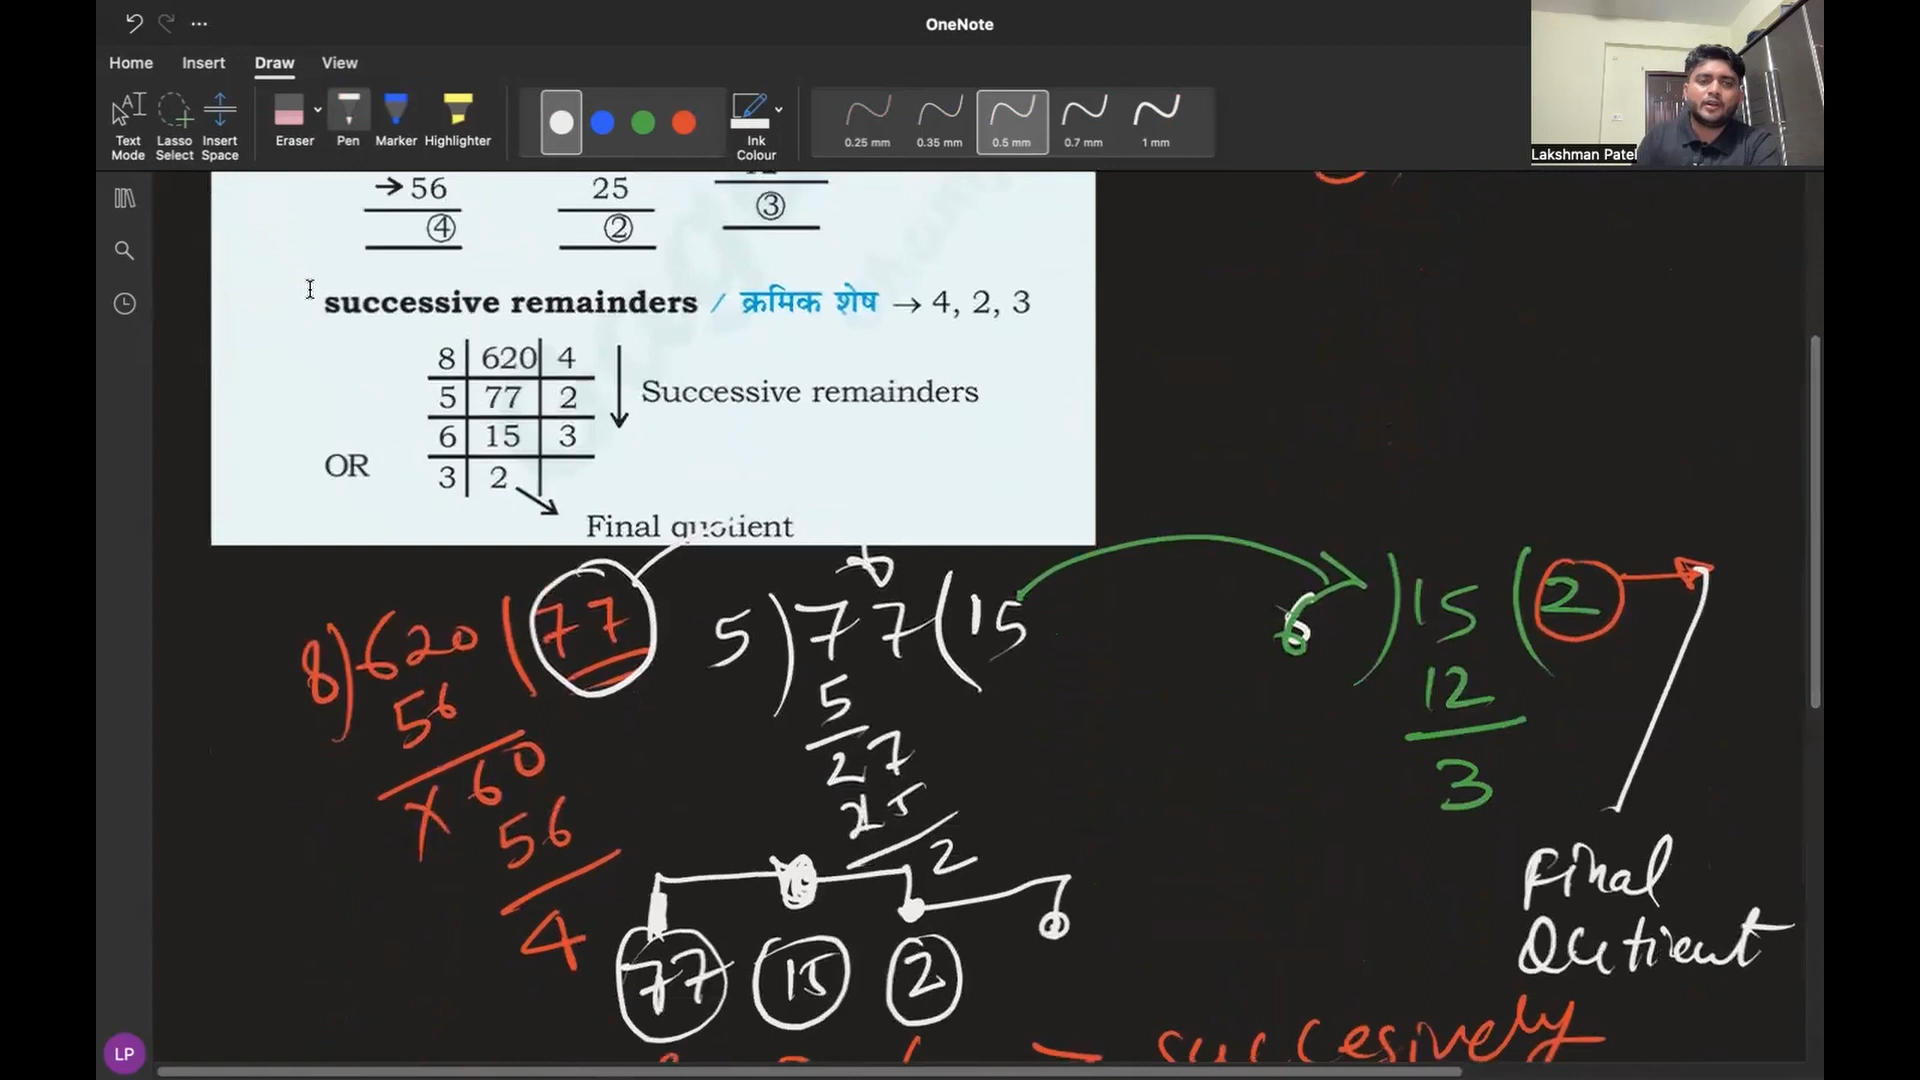 OneNote
Home Insert Draw View
Text Mode
Lasso Select
Insert Space
Eraser
Pen
Marker
Highlighter
Ink Colour
0.25 mm
0.35 mm
0.5 mm
0.7 mm
1 mm
Lakshman Patel
→ 56 25
4 2 3
successive remainders / क्रमिक शेष → 4, 2, 3
8 620 4
5 77 2
6 15 3
3 2
Successive remainders
OR
Final quotient
8)620(77
56
x60
56
4
5)77(15
5
27
25
2
6)15(2
12
3
77 15 2
Final
Qutient
succesively
LP